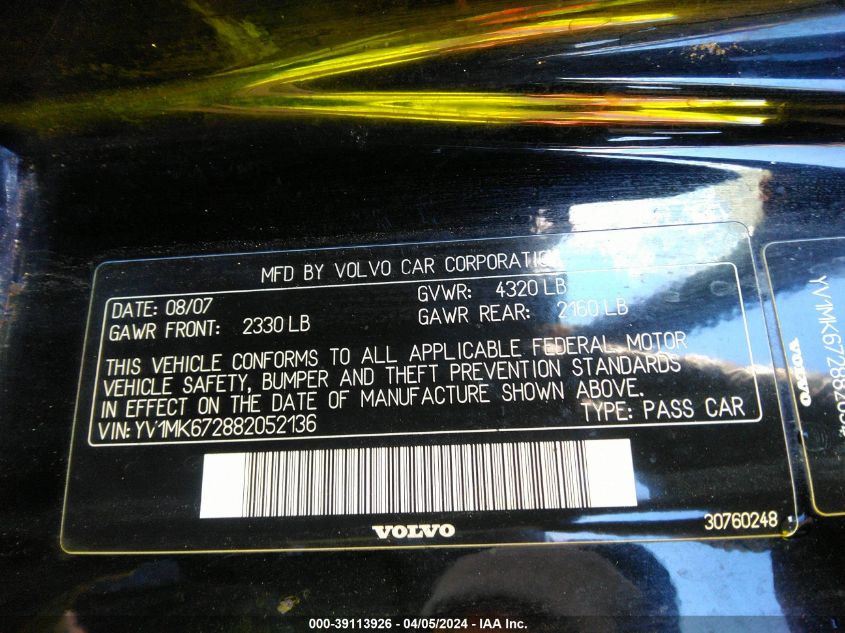 MFD BY VOLVO CAR CORPORATION
DATE: 08/07 GVWR: 4320 LB
GAWR FRONT: 2330 LB GAWR REAR: 2160 LB
THIS VEHICLE CONFORMS TO ALL APPLICABLE FEDERAL MOTOR
VEHICLE SAFETY, BUMPER AND THEFT PREVENTION STANDARDS
IN EFFECT ON THE DATE OF MANUFACTURE SHOWN ABOVE.
VIN: YV1MK672882052136 TYPE: PASS CAR
VOLVO
30760248
VOLVO
000-39113926 - 04/05/2024 - IAA Inc.